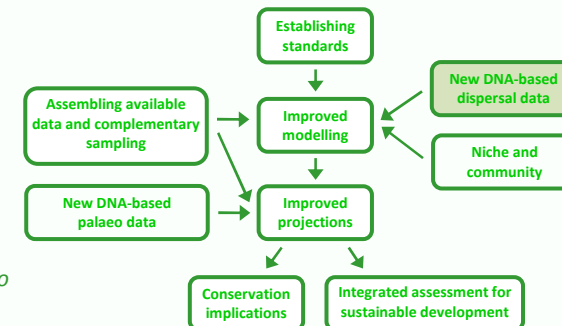 Establishing
standards
New DNA-based
dispersal data
Assembling available
data and complementary
sampling
Improved
modelling
Niche and
community
New DNA-based
palaeo data
Improved
projections
o
Conservation
implications
Integrated assessment for
sustainable development